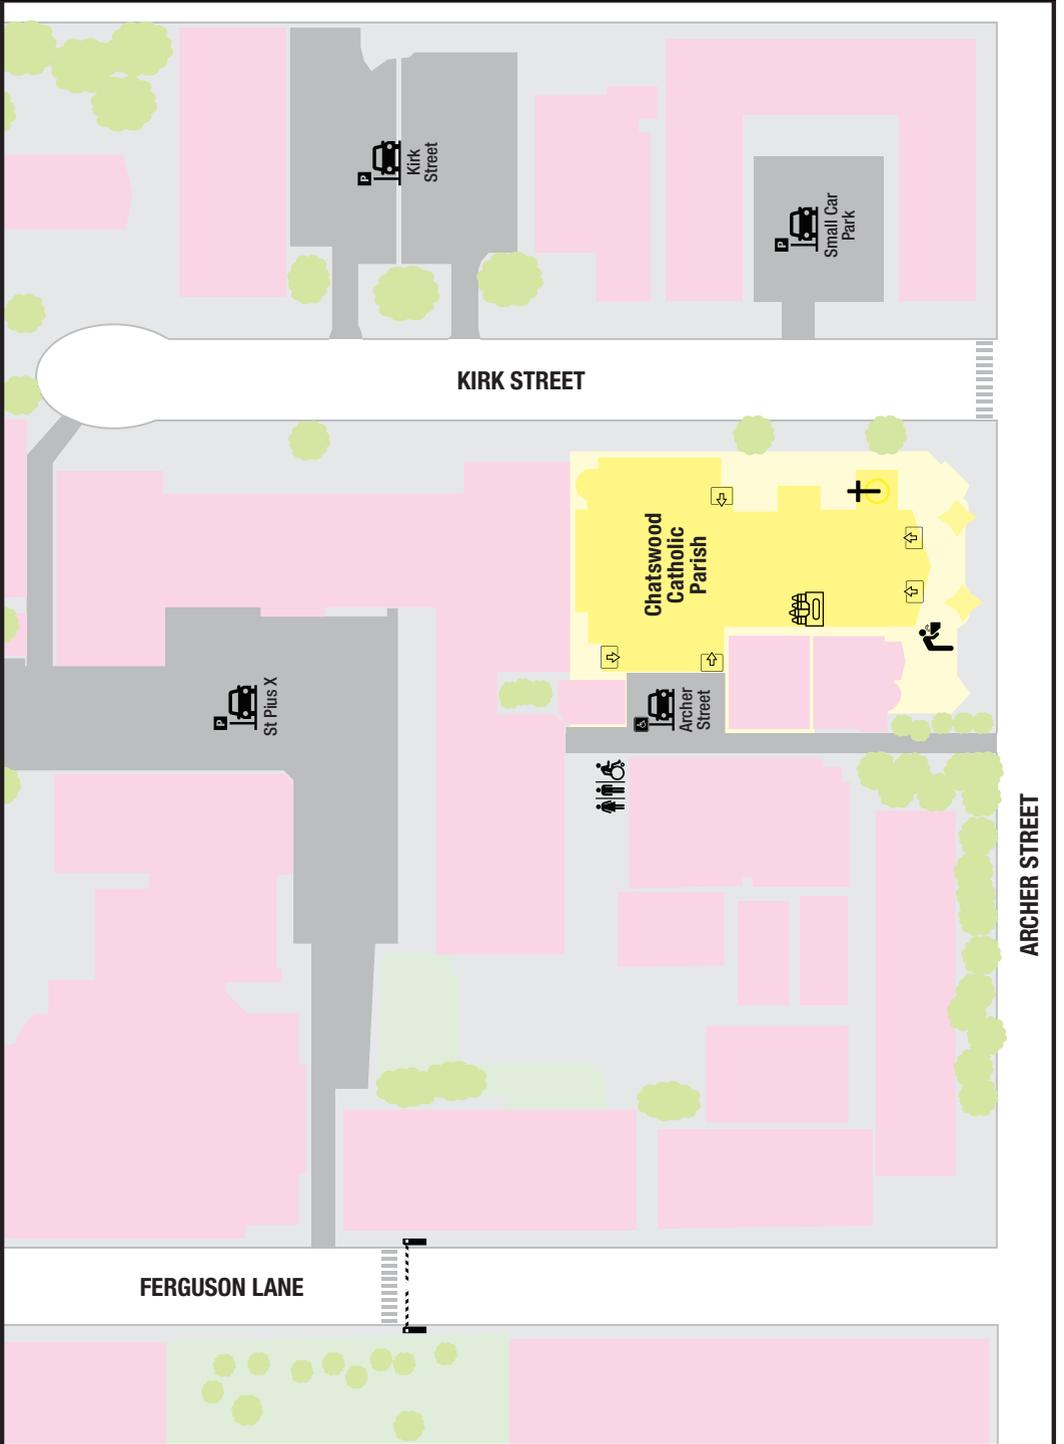 P
Kirk
Street
P
Small Car
Park
KIRK STREET
Chatswood
Catholic
Parish
P
St Pius X
Archer
Street
ARCHER STREET
FERGUSON LANE